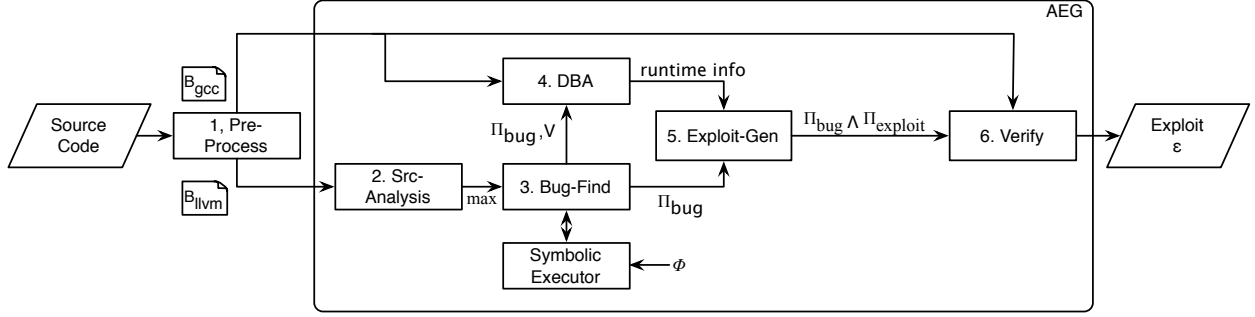 AEG
B_gcc
4. DBA
runtime info
Source
Code
1, Pre-
Process
Π_bug, V
5. Exploit-Gen
Π_bug ∧ Π_exploit
6. Verify
Exploit
ε
B_llvm
2. Src-
Analysis
max
3. Bug-Find
Π_bug
Symbolic
Executor
Φ